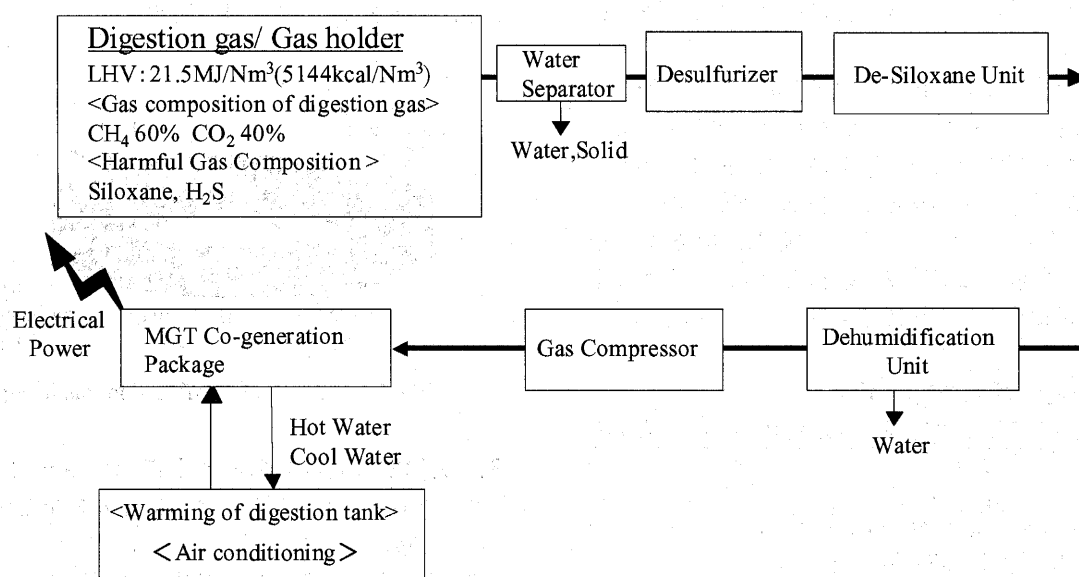 Digestion gas/ Gas holder
LHV : 21.5MJ/Nm³(5144kcal/Nm³)
<Gas composition of digestion gas>
CH₄ 60% CO₂ 40%
<Harmful Gas Composition >
Siloxane, H₂S
Water
Separator
Desulfurizer
De-Siloxane Unit
Water,Solid
Electrical
Power
MGT Co-generation
Package
Gas Compressor
Dehumidification
Unit
Hot Water
Cool Water
Water
<Warming of digestion tank>
<Air conditioning>